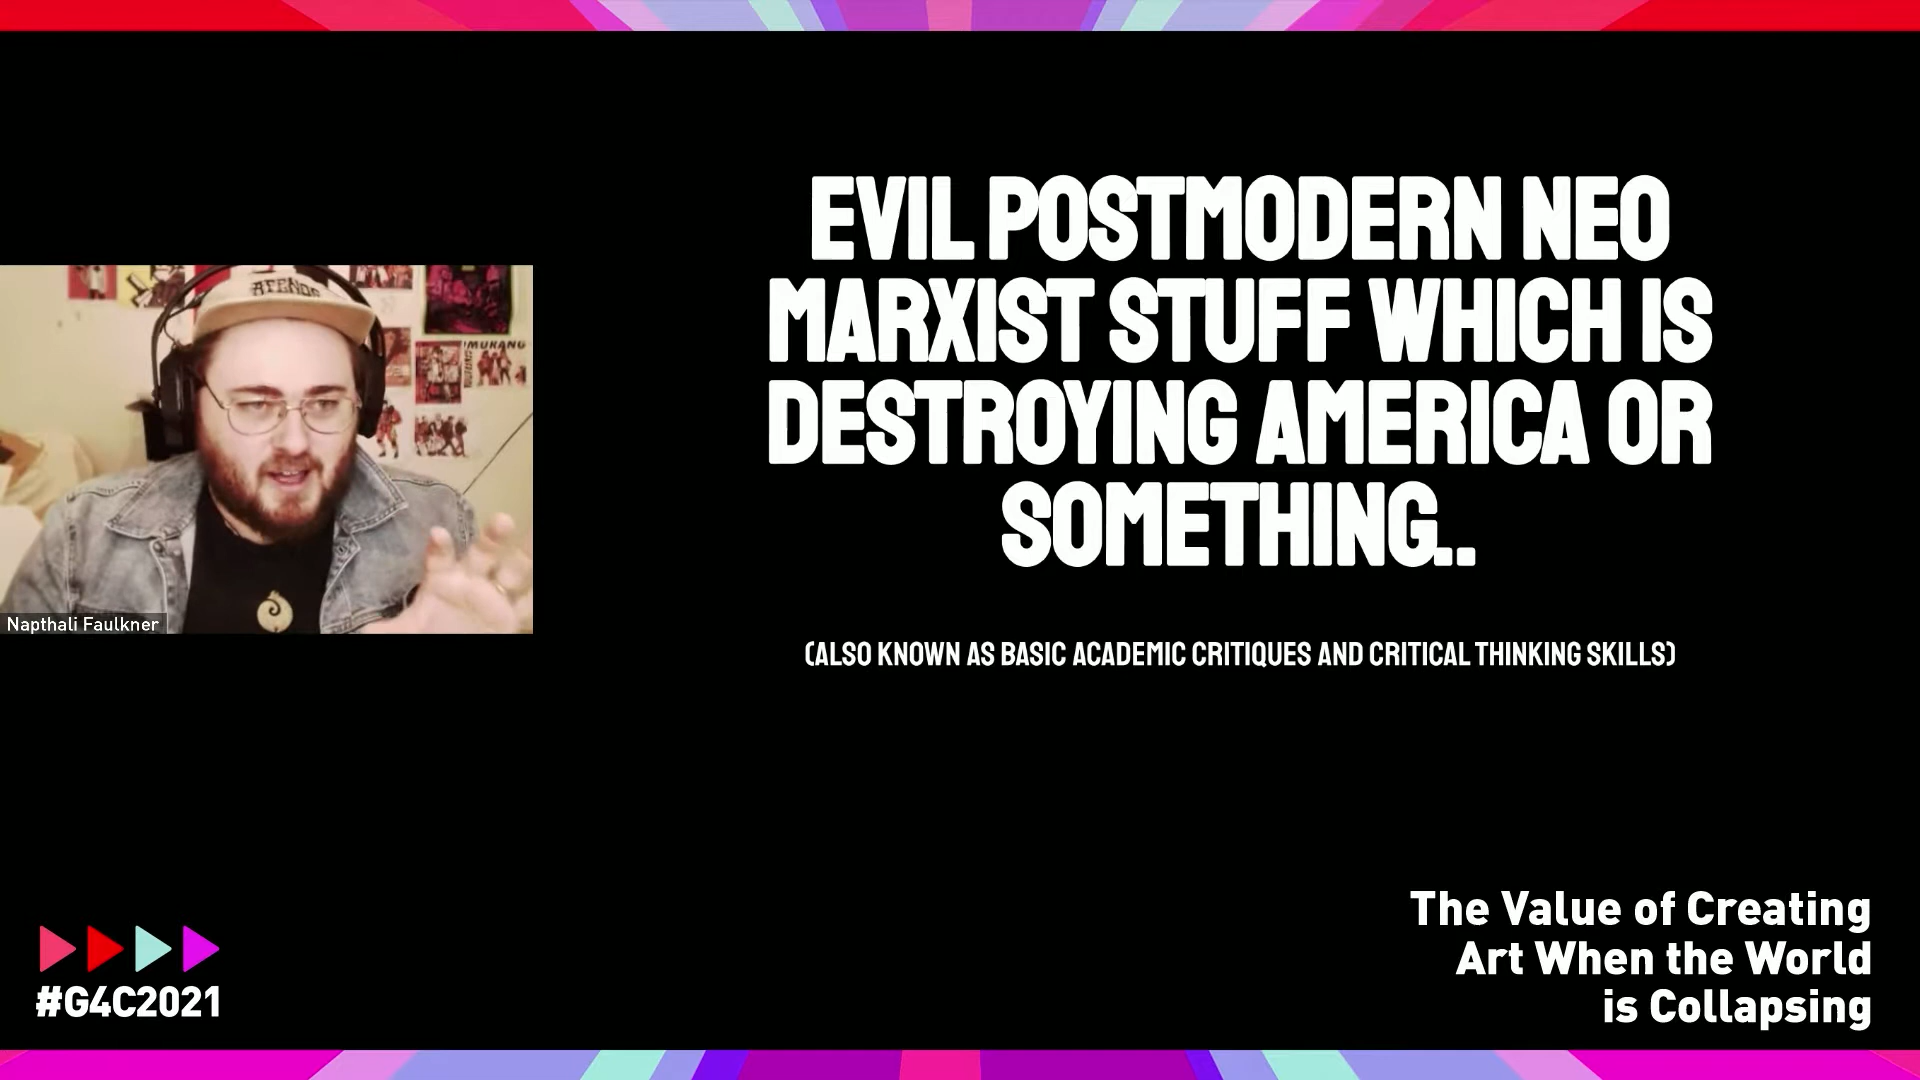 EVIL POSTMODERN NEO
MARXIST STUFF WHICH IS
DESTROYING AMERICA OR
SOMETHING..
(ALSO KNOWN AS BASIC ACADEMIC CRITIQUES AND CRITICAL THINKING SKILLS)
Napthali Faulkner
#G4C2021
The Value of Creating
Art When the World
is Collapsing